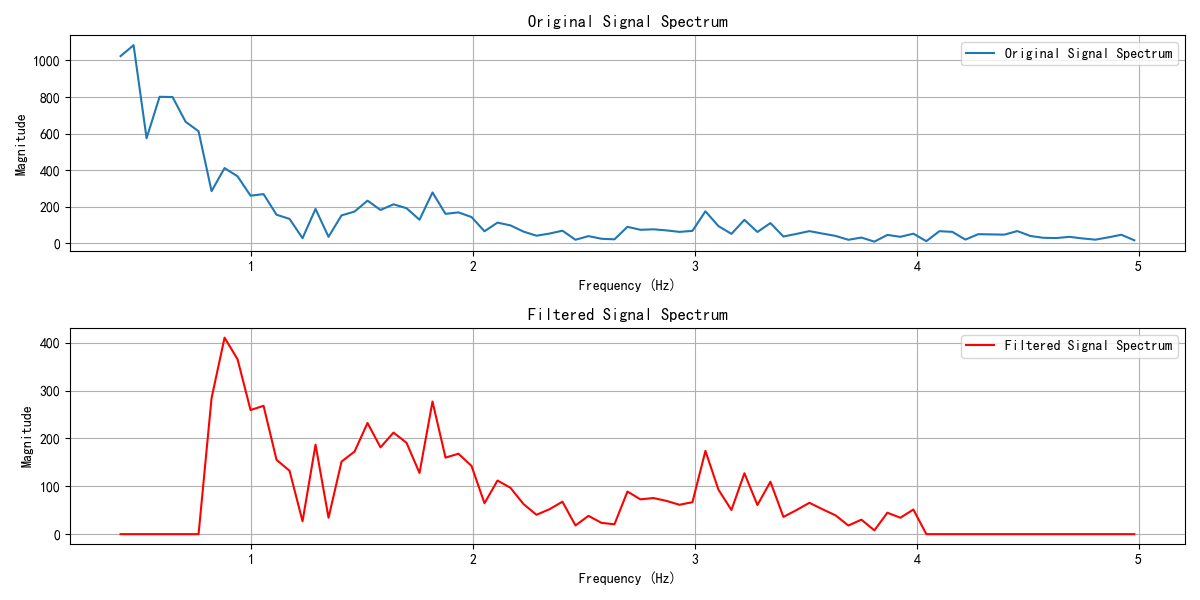 Original Signal Spectrum
1000
800
600
400
200
0
Magnitude
Original Signal Spectrum
1 2 3 4 5
Frequency (Hz)
Filtered Signal Spectrum
400
300
200
100
0
Magnitude
Filtered Signal Spectrum
1 2 3 4 5
Frequency (Hz)